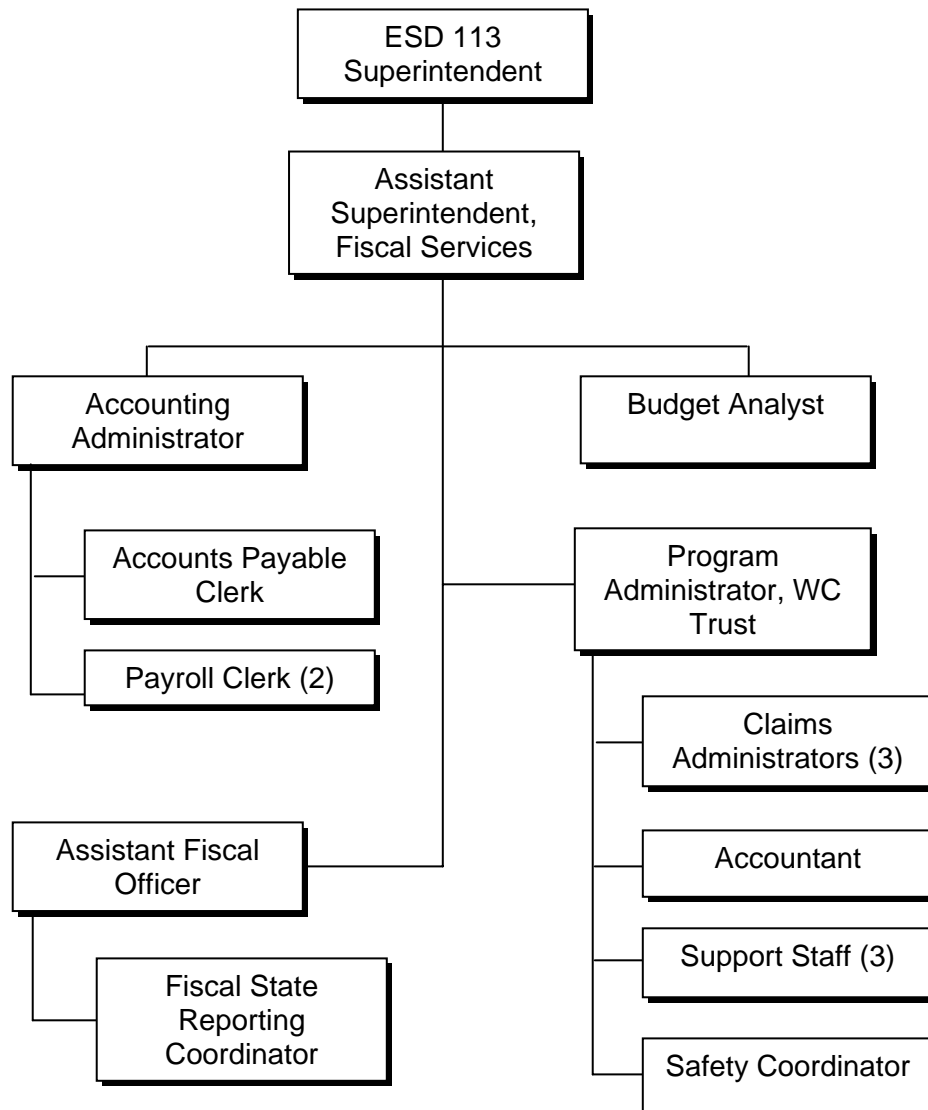 ESD 113
Superintendent
Assistant
Superintendent,
Fiscal Services
Accounting
Administrator
Budget Analyst
Accounts Payable
Clerk
Payroll Clerk (2)
Program
Administrator, WC
Trust
Claims
Administrators (3)
Accountant
Support Staff (3)
Safety Coordinator
Assistant Fiscal
Officer
Fiscal State
Reporting
Coordinator